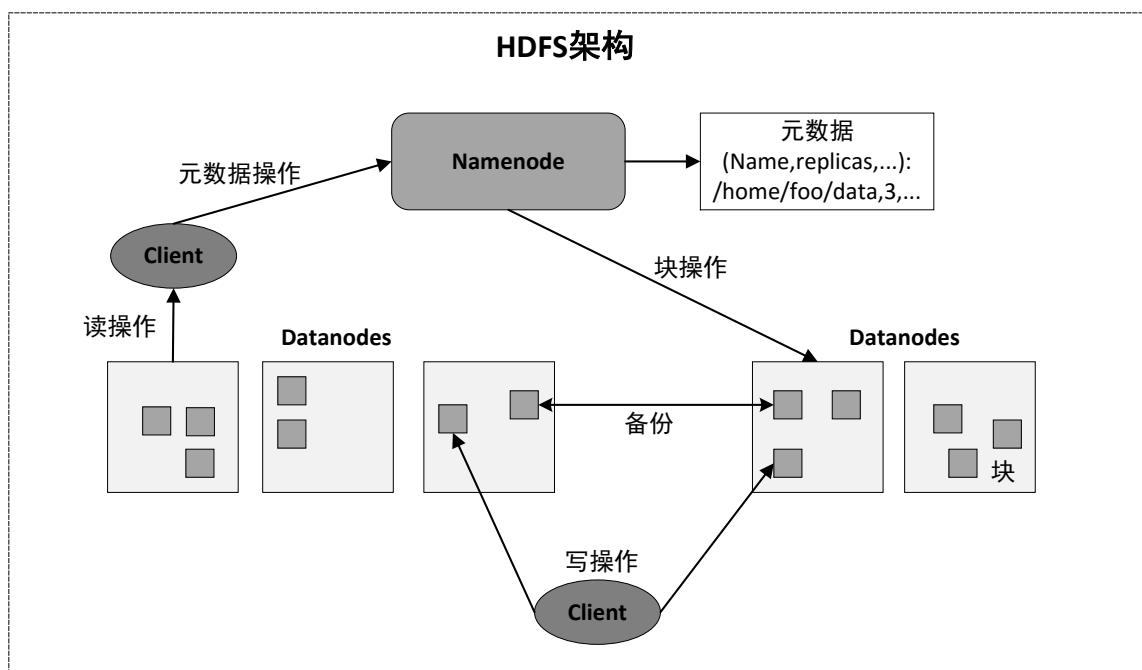 HDFS架构
Namenode
元数据
(Name,replicas,...):
/home/foo/data,3,...
元数据操作
Client
块操作
读操作
Datanodes
Datanodes
备份
块
写操作
Client